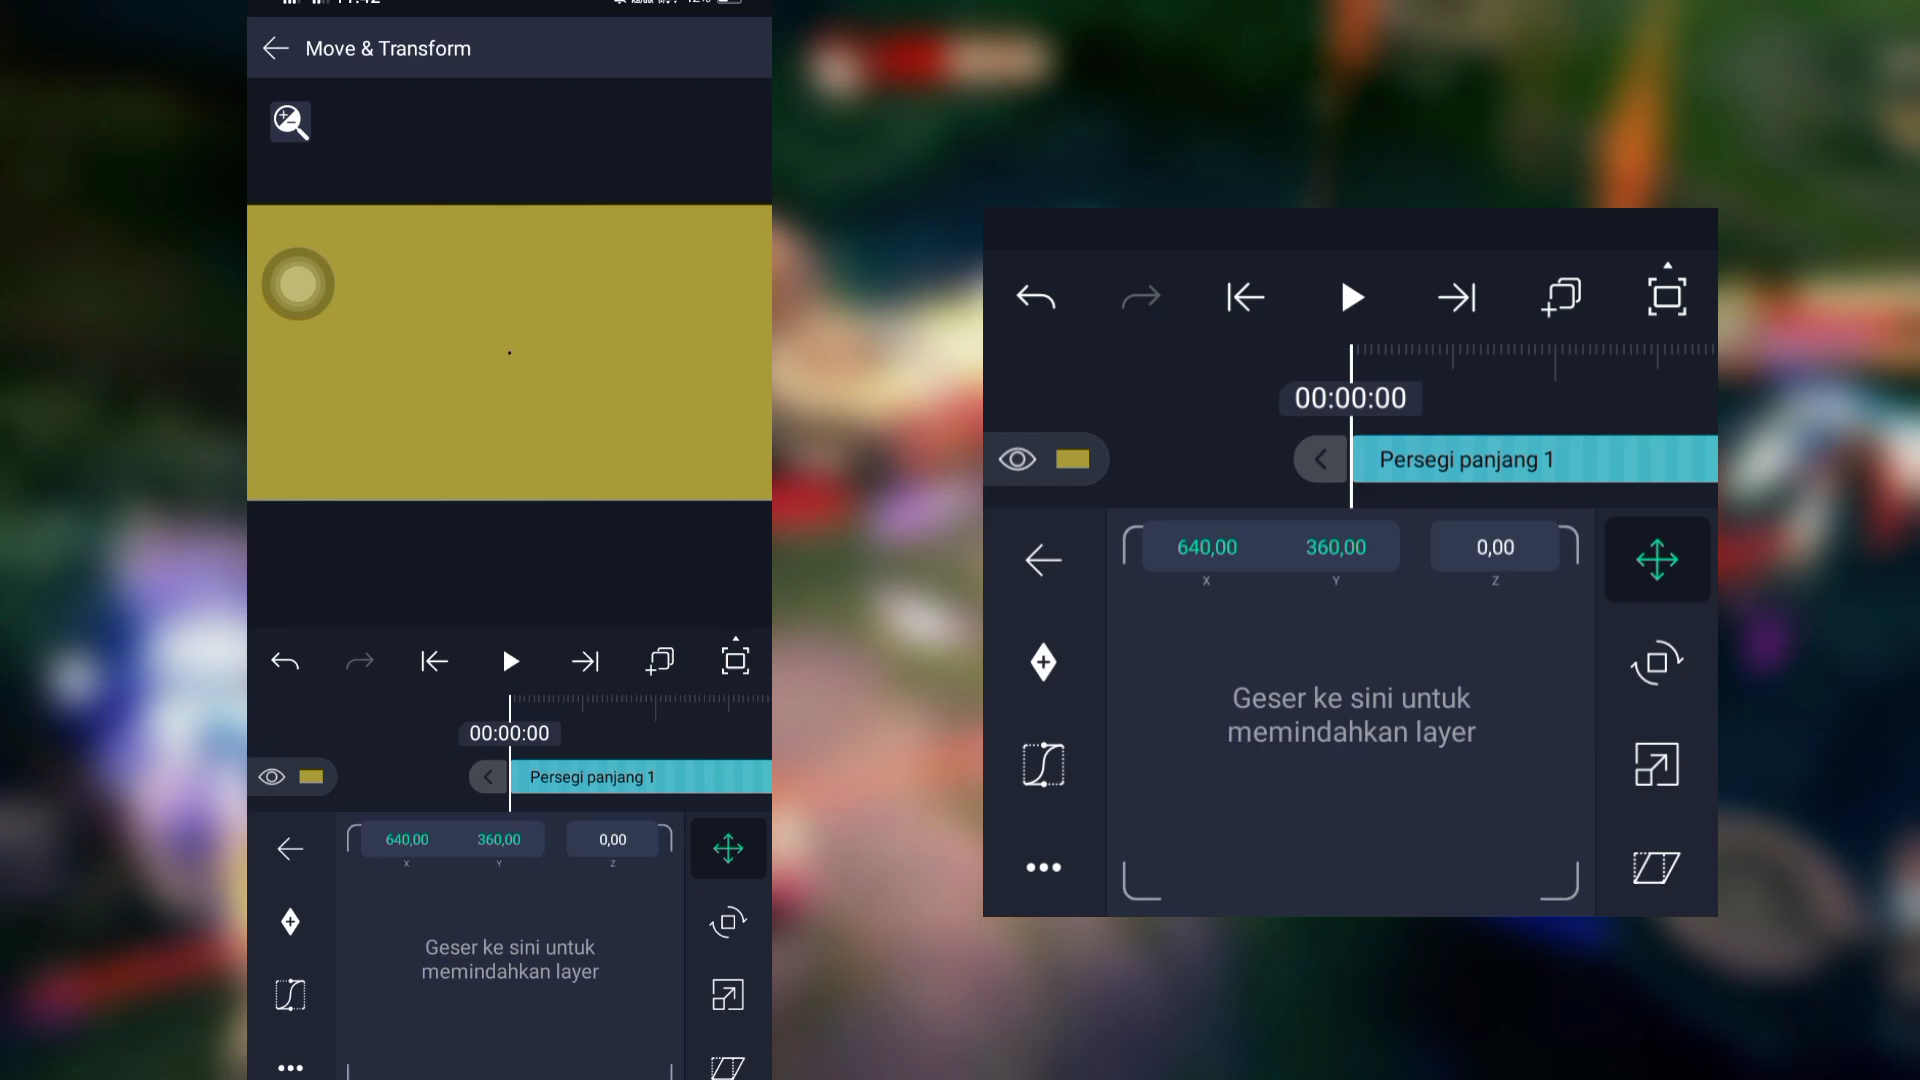 Move & Transform
00:00:00
Persegi panjang 1
640,00 360,00 0,00
X Y Z
Geser ke sini untuk
memindahkan layer
00:00:00
Persegi panjang 1
640,00 360,00 0,00
X Y Z
Geser ke sini untuk
memindahkan layer